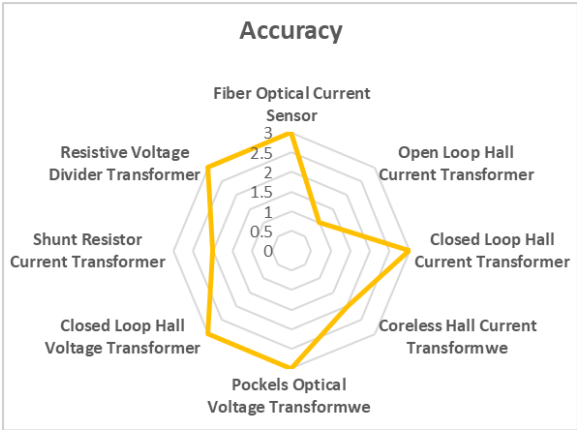 Accuracy
Fiber Optical Current
Sensor
3
2.5
2
1.5
1
0.5
0
Open Loop Hall
Current Transformer
Closed Loop Hall
Current Transformer
Coreless Hall Current
Transformwe
Pockels Optical
Voltage Transformwe
Closed Loop Hall
Voltage Transformer
Shunt Resistor
Current Transformer
Resistive Voltage
Divider Transformer